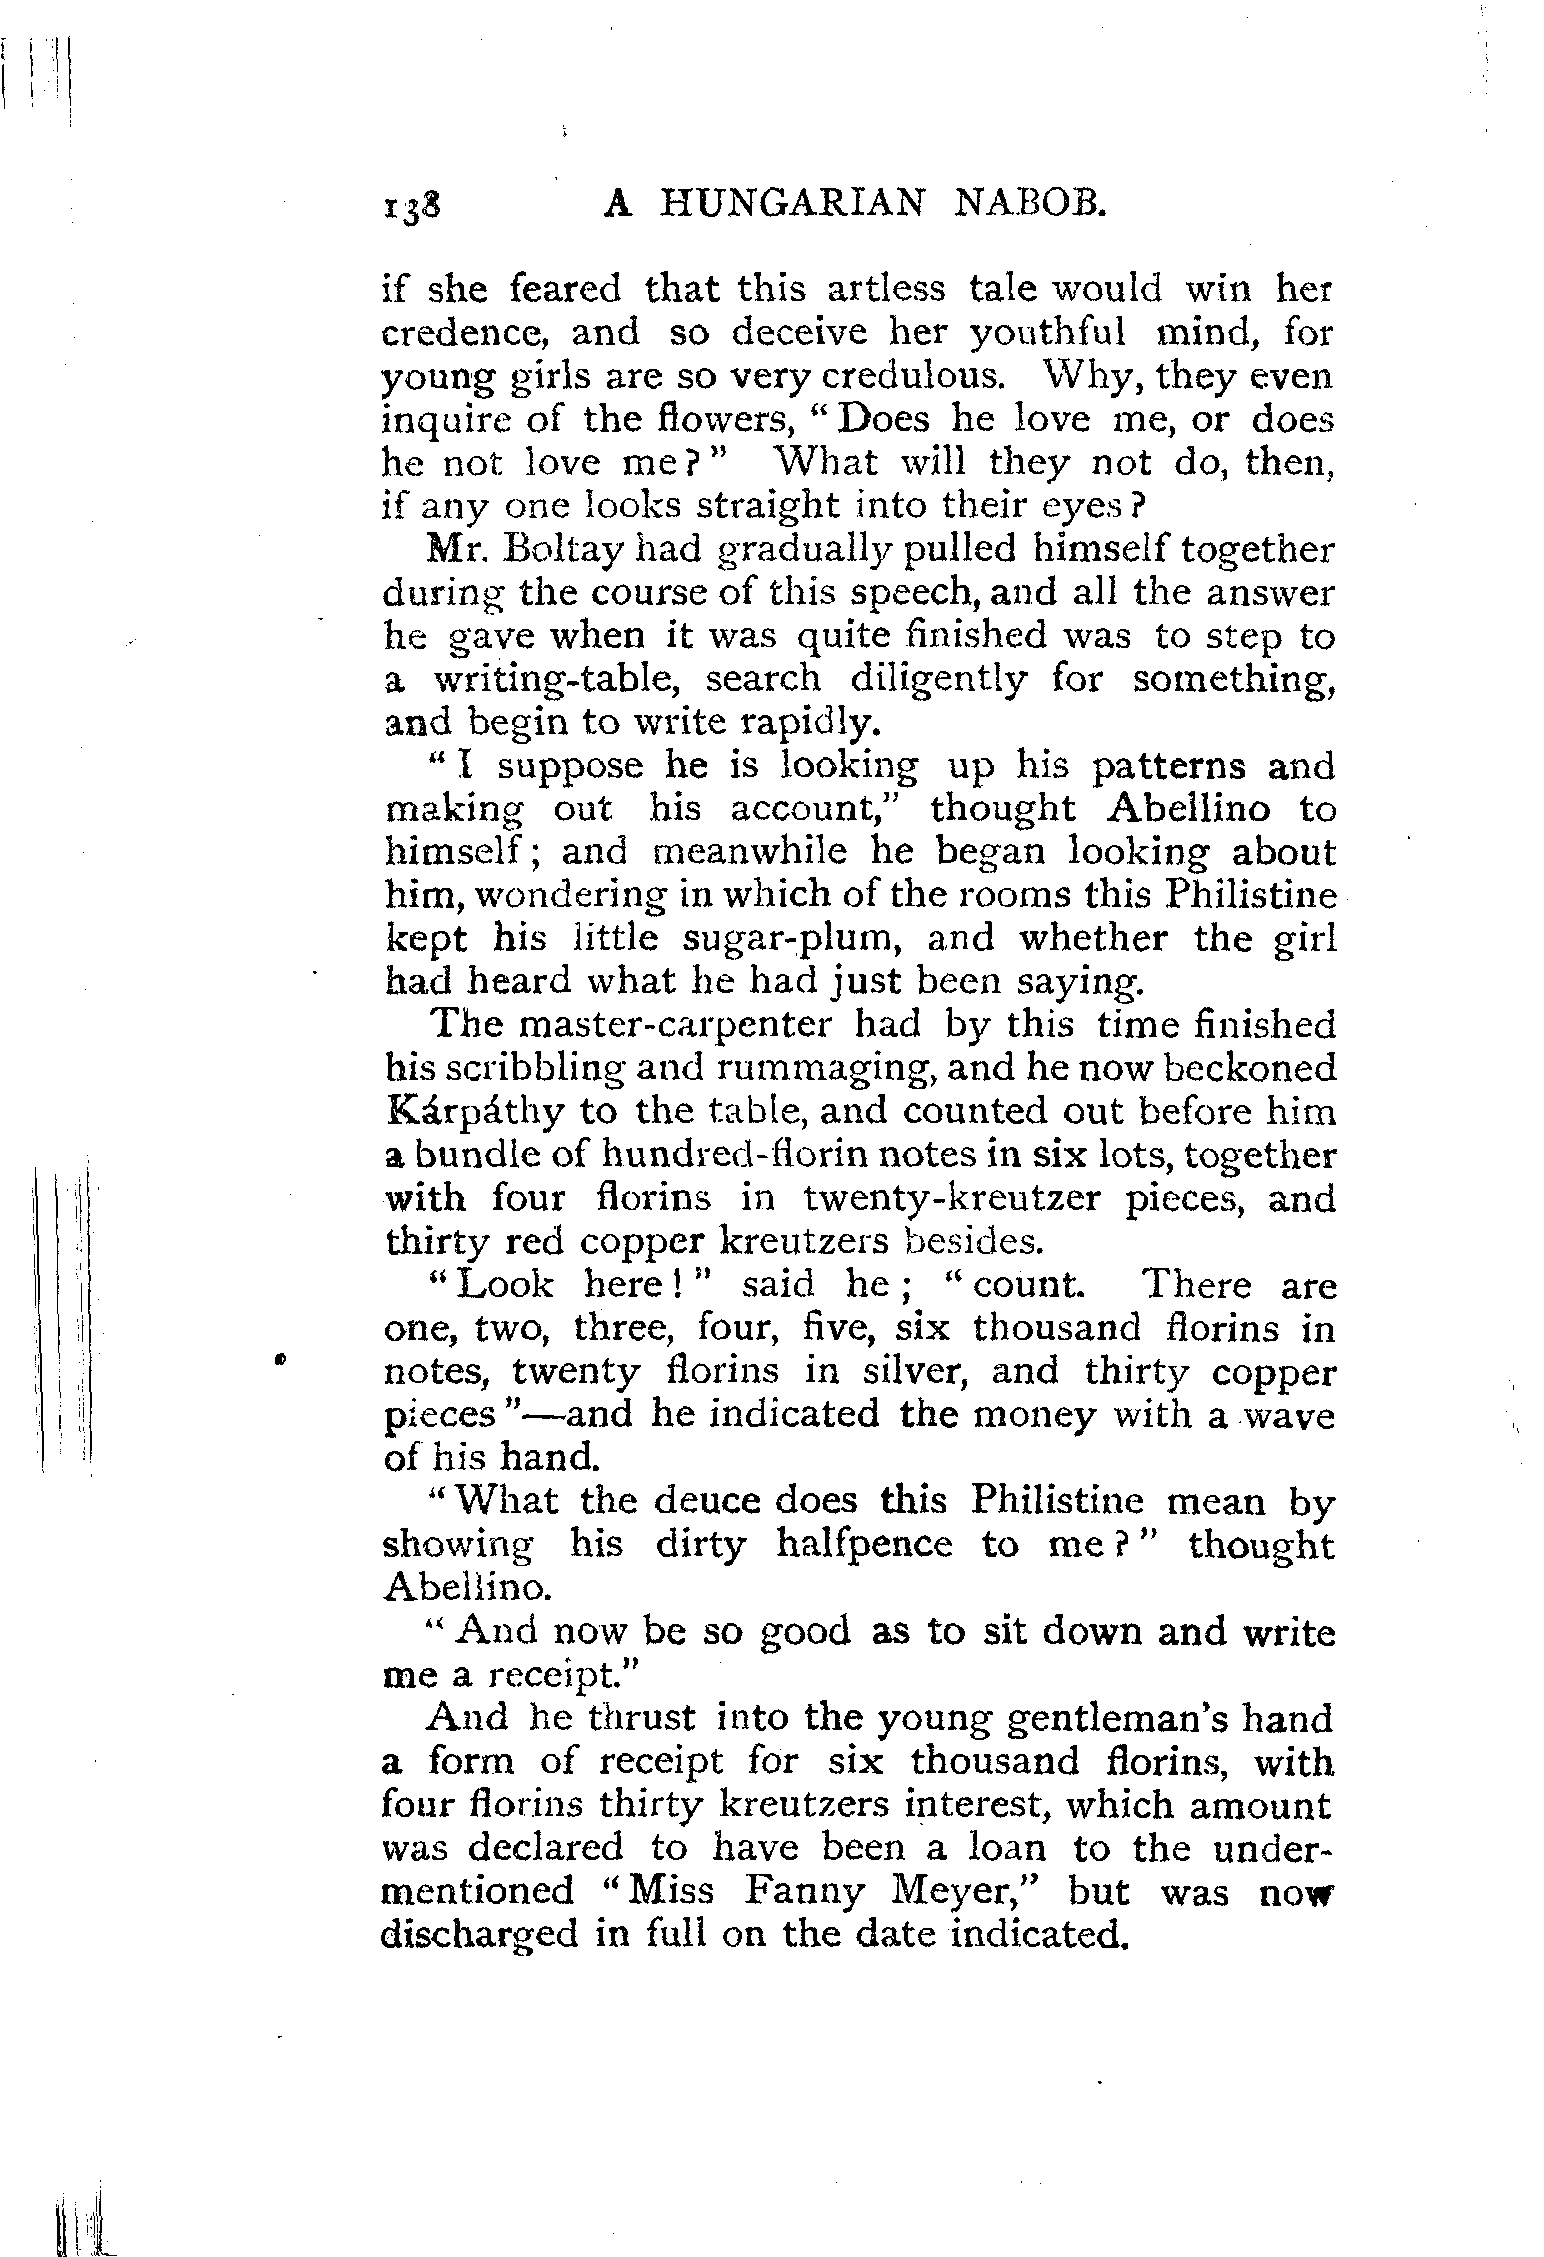 138 A HUNGARIAN NABOB.
if she feared that this artless tale would win her
credence, and so deceive her youthful mind, for
young girls are so very credulous. Why, they even
inquire of the flowers, "Does he love me, or does
he not love me?" What will they not do, then,
if any one looks straight into their eyes?
Mr. Boltay had gradually pulled himself together
during the course of this speech, and all the answer
he gave when it was quite finished was to step to
a writing-table, search diligently for something,
and begin to write rapidly.
"I suppose he is looking up his patterns and
making out his account," thought Abellino to
himself; and meanwhile he began looking about
him, wondering in which of the rooms this Philistine
kept his little sugar-plum, and whether the girl
had heard what he had just been saying.
The master-carpenter had by this time finished
his scribbling and rummaging, and he now beckoned
Kárpáthy to the table, and counted out before him
a bundle of hundred-florin notes in six lots, together
with four florins in twenty-kreutzer pieces, and
thirty red copper kreutzers besides.
"Look here!" said he; "count. There are
one, two, three, four, five, six thousand florins in
notes, twenty florins in silver, and thirty copper
pieces"—and he indicated the money with a wave
of his hand.
"What the deuce does this Philistine mean by
showing his dirty halfpence to me?" thought
Abellino.
"And now be so good as to sit down and write
me a receipt."
And he thrust into the young gentleman's hand
a form of receipt for six thousand florins, with
four florins thirty kreutzers interest, which amount
was declared to have been a loan to the under-
mentioned "Miss Fanny Meyer," but was now
discharged in full on the date indicated.